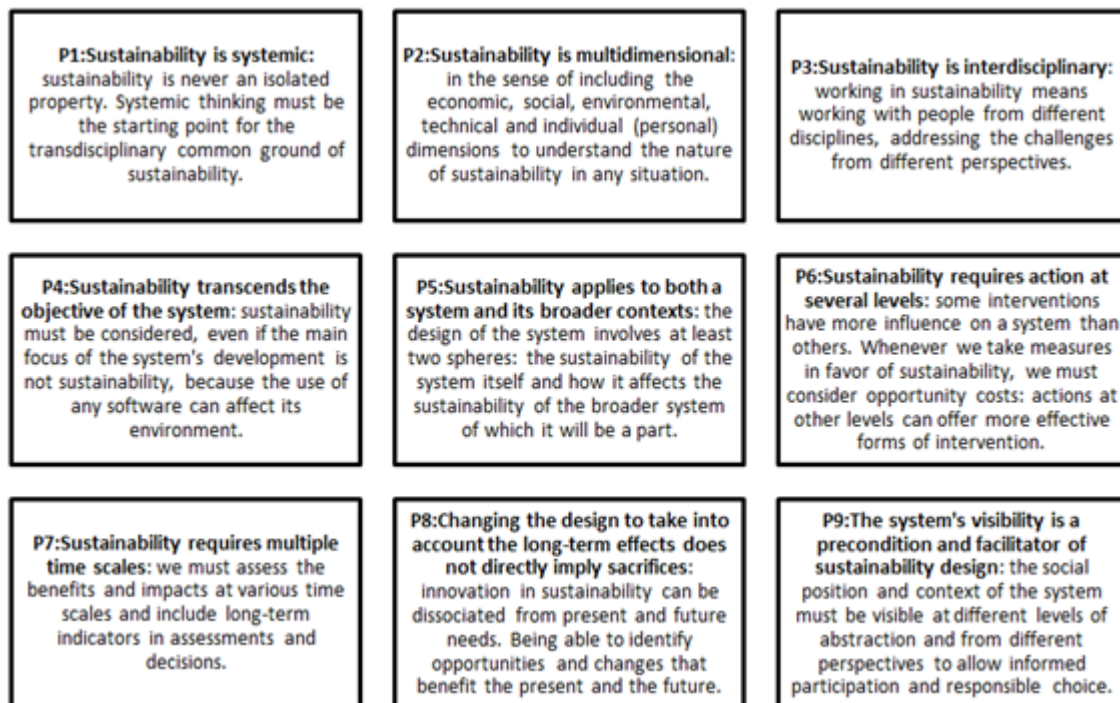 P1:Sustainability is systemic:
sustainability is never an isolated
property. Systemic thinking must be
the starting point for the
transdisciplinary common ground of
sustainability.
P2:Sustainability is multidimensional:
in the sense of including the
economic, social, environmental,
technical and individual (personal)
dimensions to understand the nature
of sustainability in any situation.
P3:Sustainability is interdisciplinary:
working in sustainability means
working with people from different
disciplines, addressing the challenges
from different perspectives.
P4:Sustainability transcends the
objective of the system: sustainability
must be considered, even if the main
focus of the system's development is
not sustainability, because the use of
any software can affect its
environment.
P5:Sustainability applies to both a
system and its broader contexts: the
design of the system involves at least
two spheres: the sustainability of the
system itself and how it affects the
sustainability of the broader system
of which it will be a part.
P6:Sustainability requires action at
several levels: some interventions
have more influence on a system than
others. Whenever we take measures
in favor of sustainability, we must
consider opportunity costs: actions at
other levels can offer more effective
forms of intervention.
P7:Sustainability requires multiple
time scales: we must assess the
benefits and impacts at various time
scales and include long-term
indicators in assessments and
decisions.
P8:Changing the design to take into
account the long-term effects does
not directly imply sacrifices:
innovation in sustainability can be
dissociated from present and future
needs. Being able to identify
opportunities and changes that
benefit the present and the future.
P9:The system's visibility is a
precondition and facilitator of
sustainability design: the social
position and context of the system
must be visible at different levels of
abstraction and from different
perspectives to allow informed
participation and responsible choice.